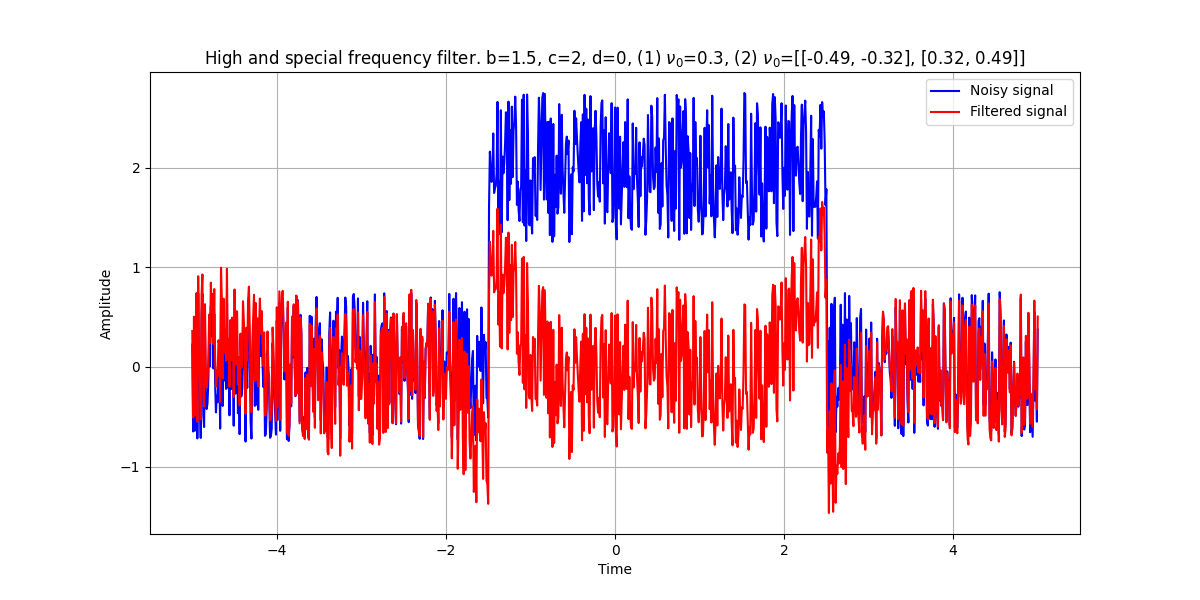 High and special frequency filter. b=1.5, c=2, d=0, (1) ν₀=0.3, (2) ν₀=[[-0.49, -0.32], [0.32, 0.49]]
Noisy signal
Filtered signal
2
1
0
−1
Amplitude
−4
−2
0
2
4
Time